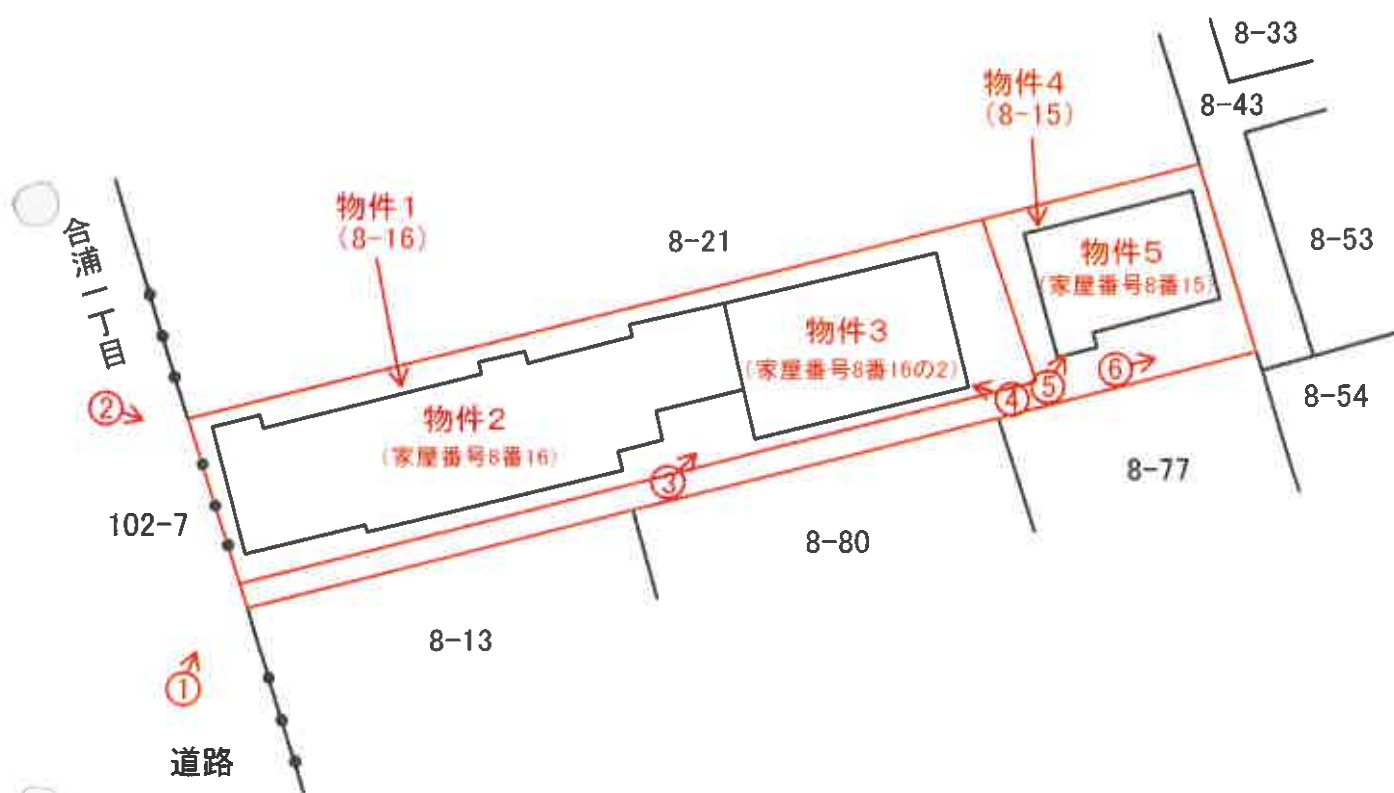 8-33
物件4
(8-15)
8-43
物件1
(8-16)
合浦一丁目
8-21
8-53
物件5
(家屋番号8番15)
物件3
(家屋番号8番16の2)
⑥
⑤
④
②
物件2
(家屋番号8番16)
8-54
8-77
③
102-7
8-80
8-13
①
道路